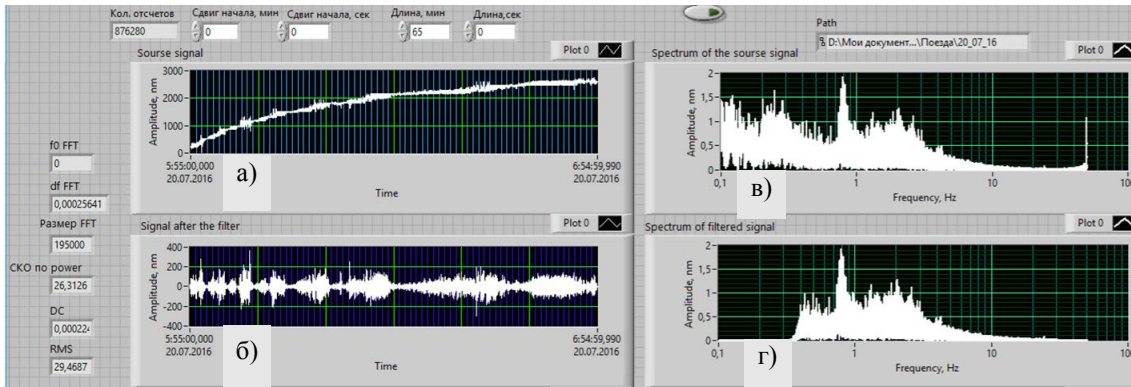 Кол. отсчетов
876280
Сдвиг начала, мин
0
Сдвиг начала, сек
0
Длина, мин
65
Длина,сек
0
Path
D:\Мои документ...\Поезда\20_07_16
Sourse signal
Plot 0
Amplitude, nm
3000
2000
1000
0
5:55:00,000
20.07.2016
6:54:59,990
20.07.2016
Time
а)
Spectrum of the sourse signal
Plot 0
Amplitude, nm
2
1,5
1
0,5
0
0,1
1
10
100
Frequency, Hz
в)
f0 FFT
0
df FFT
0,00025641
Размер FFT
195000
СКО по power
26,3126
DC
0,000224
RMS
29,4687
Signal after the filter
Plot 0
Amplitude, nm
400
200
0
-200
-400
5:55:00,000
20.07.2016
6:54:59,990
20.07.2016
Time
б)
Spectrum of filtered signal
Plot 0
Amplitude, nm
2
1,5
1
0,5
0
0,1
1
10
100
Frequency, Hz
г)